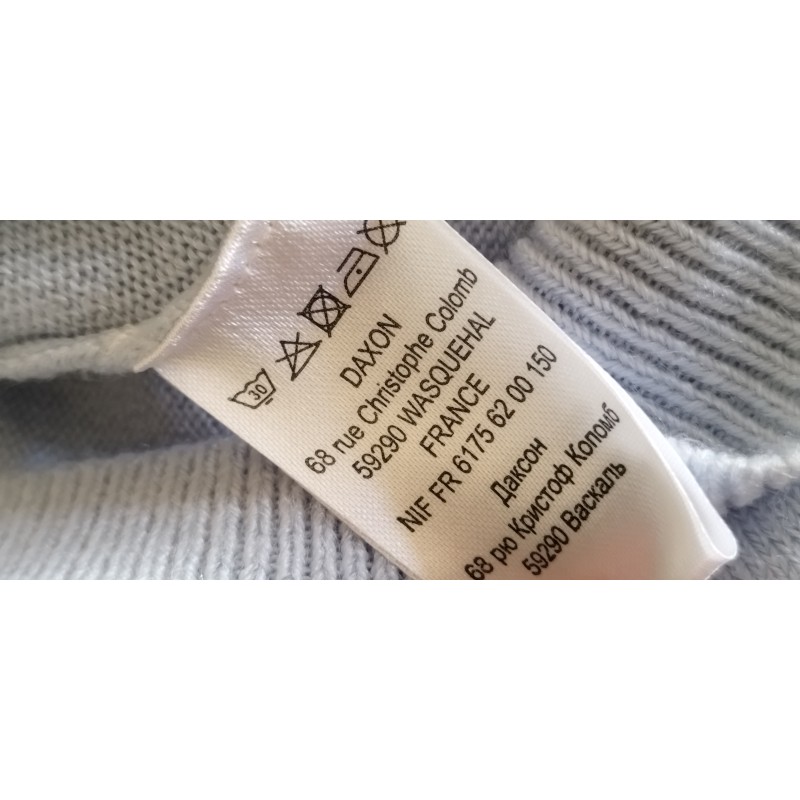 30
DAXON
68 rue Christophe Colomb
59290 WASQUEHAL
FRANCE
NIF FR 6175 62 00 150
Даксон
68 рю Кристоф Коломб
59290 Васкаль